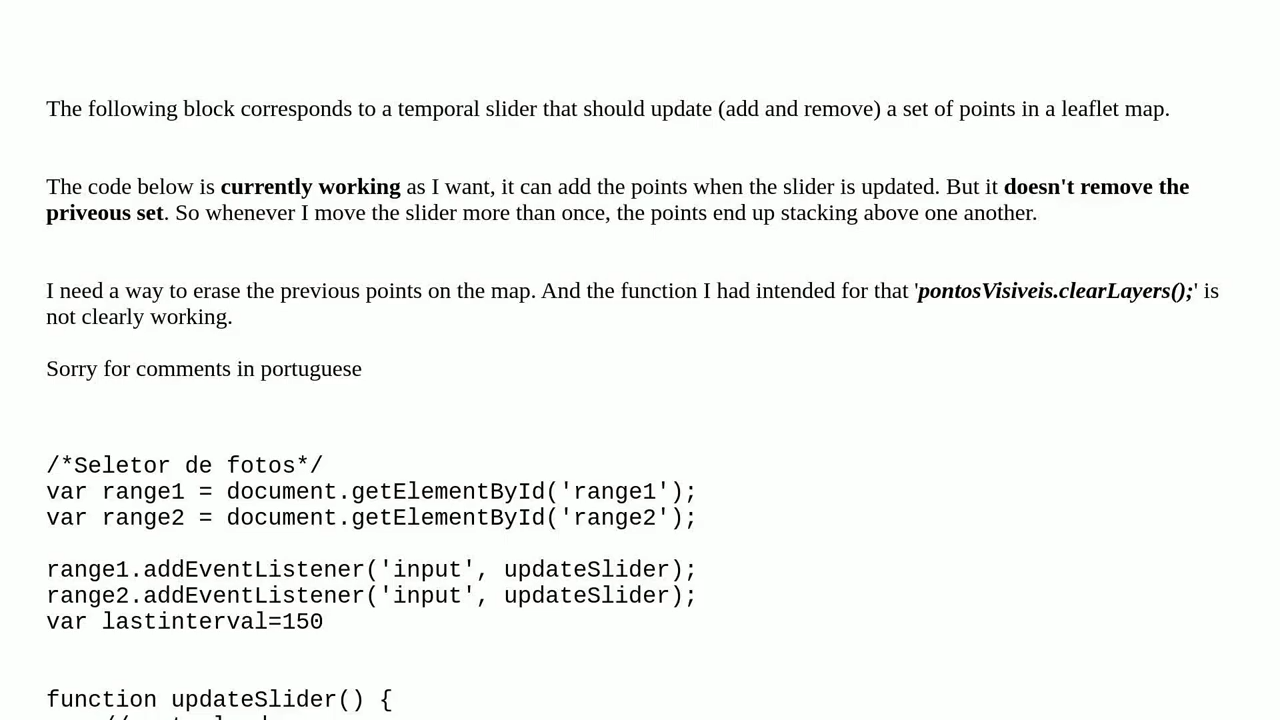 The following block corresponds to a temporal slider that should update (add and remove) a set of points in a leaflet map.
The code below is currently working as I want, it can add the points when the slider is updated. But it doesn't remove the
priveous set. So whenever I move the slider more than once, the points end up stacking above one another.
I need a way to erase the previous points on the map. And the function I had intended for that 'pontosVisiveis.clearLayers();' is
not clearly working.
Sorry for comments in portuguese
/*Seletor de fotos*/
var range1 = document.getElementById('range1');
var range2 = document.getElementById('range2');
range1.addEventListener('input', updateSlider);
range2.addEventListener('input', updateSlider);
var lastinterval=150
function updateSlider() {